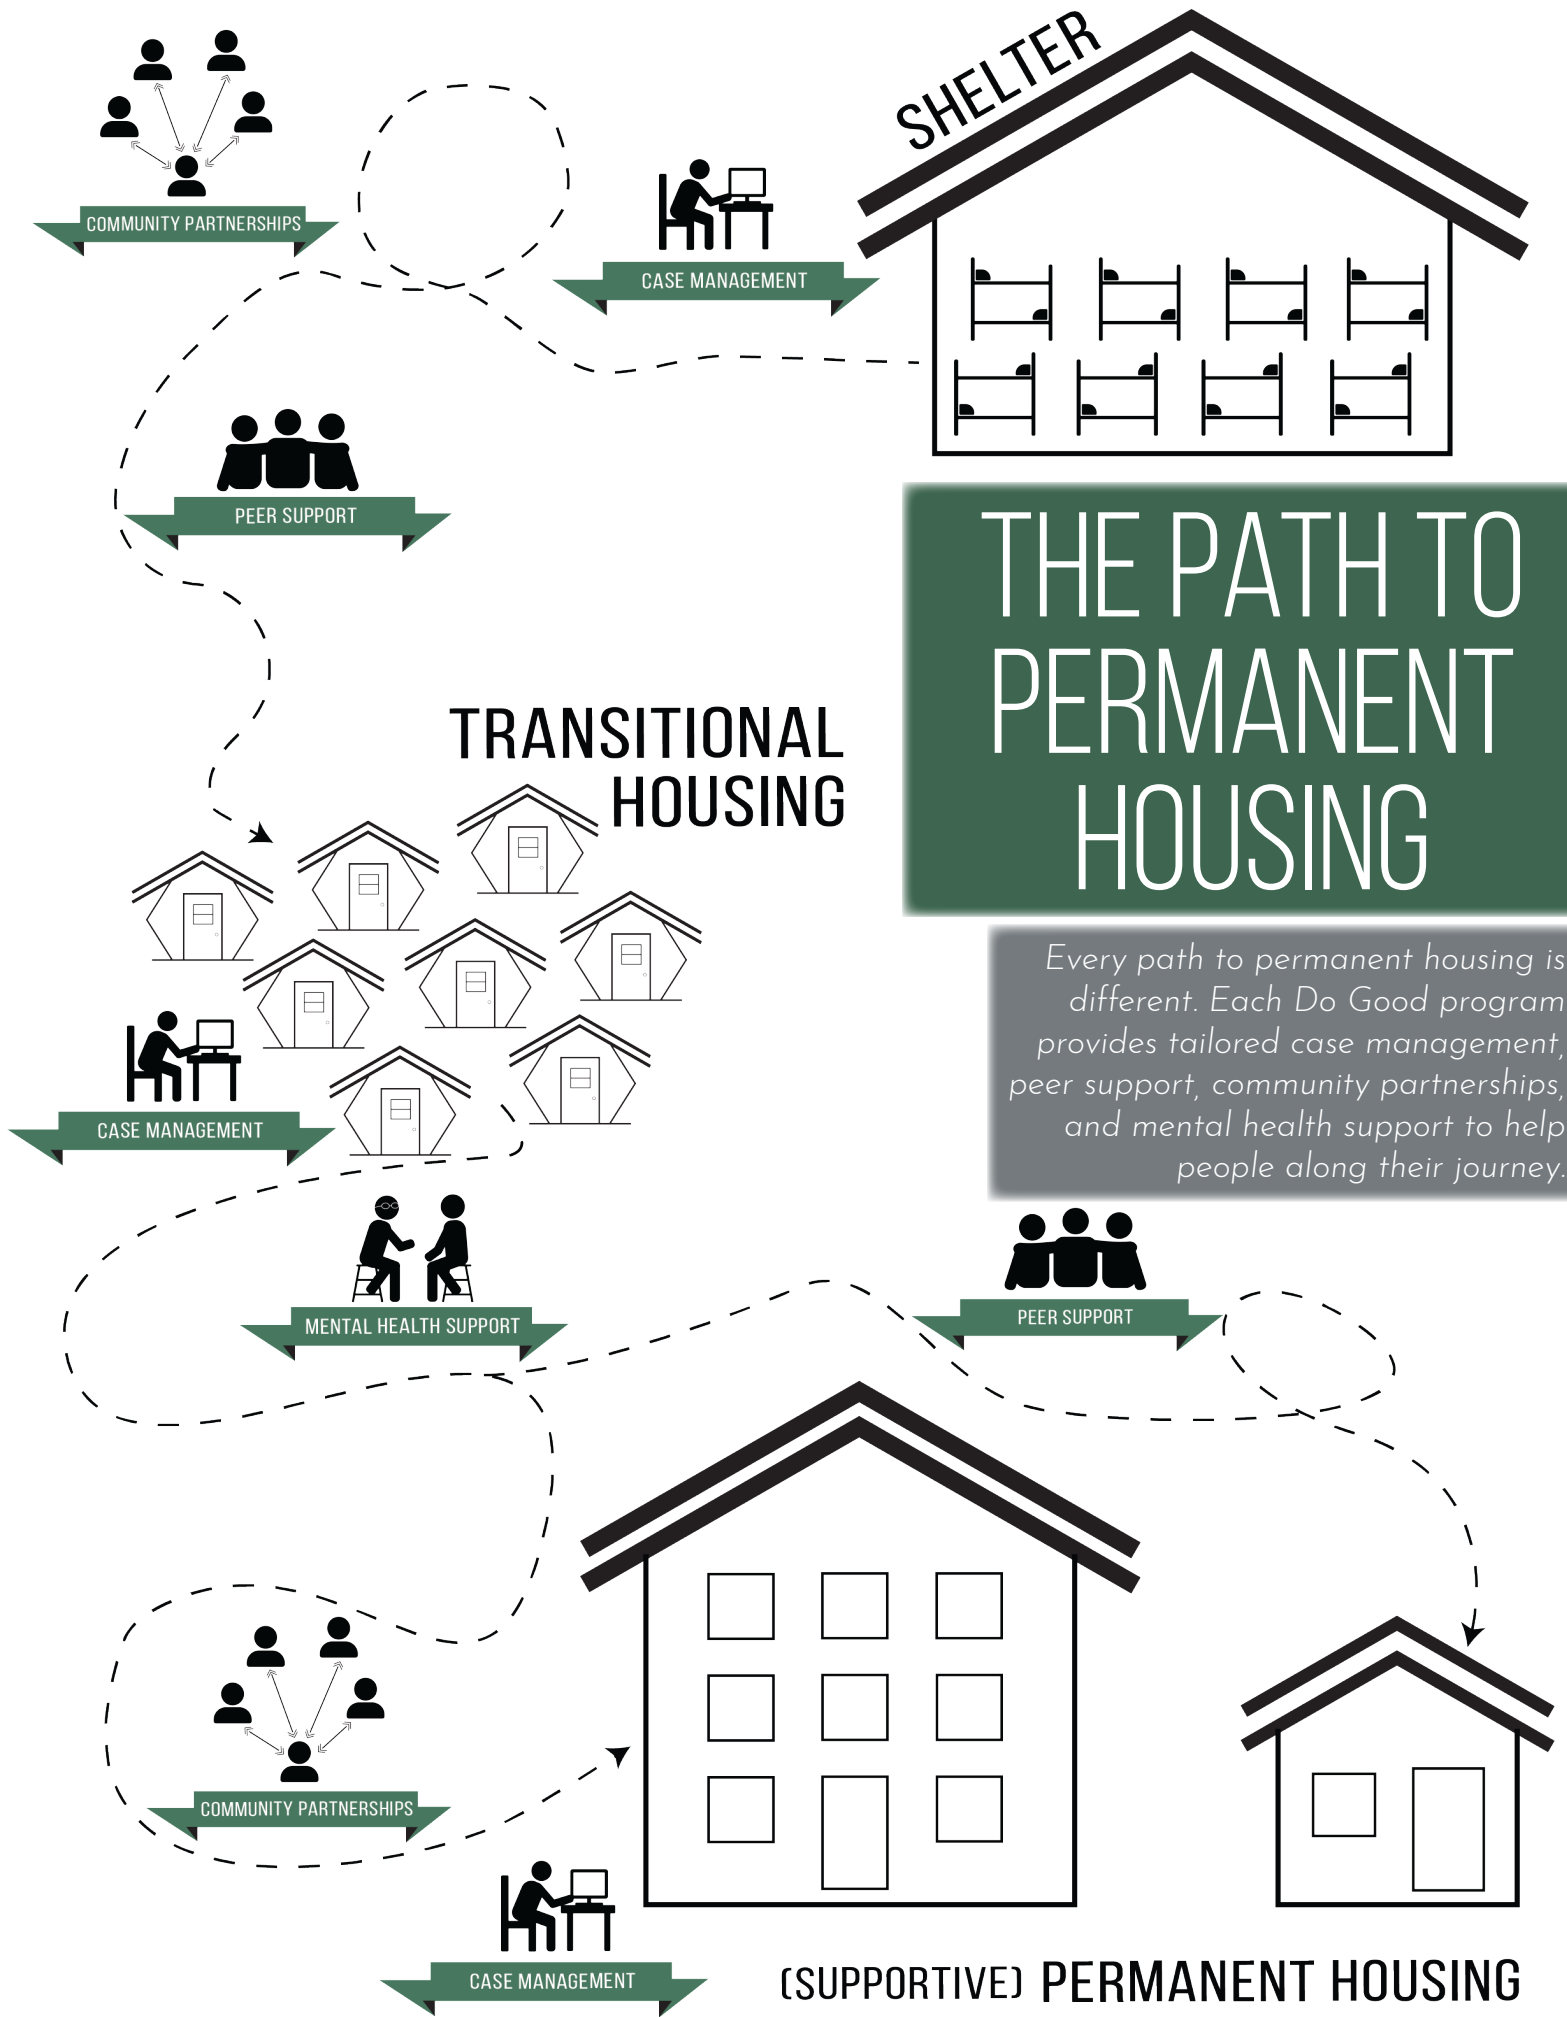 SHELTER
COMMUNITY PARTNERSHIPS
CASE MANAGEMENT
PEER SUPPORT
THE PATH TO
PERMANENT
HOUSING
TRANSITIONAL
HOUSING
Every path to permanent housing is
different. Each Do Good program
provides tailored case management,
peer support, community partnerships,
and mental health support to help
people along their journey.
CASE MANAGEMENT
MENTAL HEALTH SUPPORT
PEER SUPPORT
COMMUNITY PARTNERSHIPS
CASE MANAGEMENT
(SUPPORTIVE) PERMANENT HOUSING